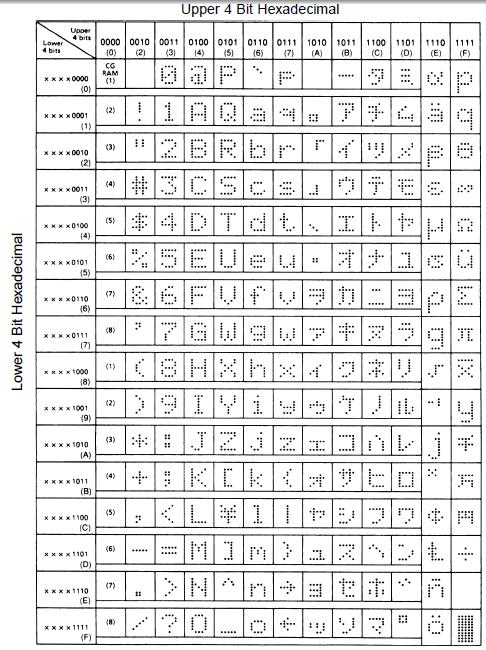 Upper 4 Bit Hexadecimal
Lower 4 Bit Hexadecimal
Upper 4 bits
Lower 4 bits
0000 (0) 0010 (2) 0011 (3) 0100 (4) 0101 (5) 0110 (6) 0111 (7) 1010 (A) 1011 (B) 1100 (C) 1101 (D) 1110 (E) 1111 (F)
××××0000 (0) CG RAM (1) 0 @ P ` p ー タ ミ α p
××××0001 (1) (2) ! 1 A Q a q 。 ア チ ム ä q
××××0010 (2) (3) " 2 B R b r 「 イ ツ メ β θ
××××0011 (3) (4) # 3 C S c s 」 ウ テ モ ε ∞
××××0100 (4) (5) $ 4 D T d t 、 エ ト ヤ μ Ω
××××0101 (5) (6) % 5 E U e u ・ オ ナ ユ σ ü
××××0110 (6) (7) & 6 F V f v ヲ カ ニ ヨ ρ Σ
××××0111 (7) (8) ' 7 G W g w ァ キ ヌ ラ g π
××××1000 (8) (1) ( 8 H X h x ィ ク ネ リ √ x̄
××××1001 (9) (2) ) 9 I Y i y ゥ ケ ノ ル ⁻¹ y
××××1010 (A) (3) * : J Z j z ェ コ ハ レ j 千
××××1011 (B) (4) + ; K [ k { ォ サ ヒ ロ ˣ 万
××××1100 (C) (5) , < L ¥ l | ャ シ フ ワ ¢ 円
××××1101 (D) (6) - = M ] m } ュ ス ヘ ン £ ÷
××××1110 (E) (7) . > N ^ n → ョ セ ホ ゛ ñ
××××1111 (F) (8) / ? O _ o ← ッ ソ マ ゜ ö █